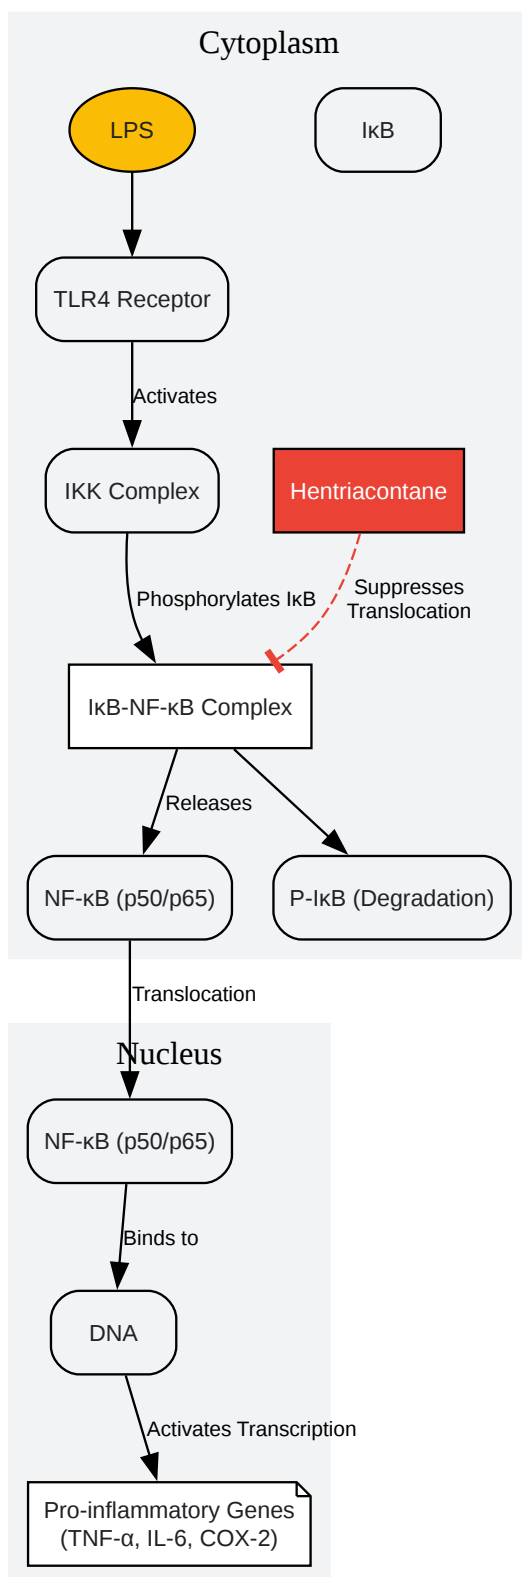 Cytoplasm
LPS
IκB
TLR4 Receptor
Activates
IKK Complex
Hentriacontane
Phosphorylates IκB
Suppresses
Translocation
IκB-NF-κB Complex
Releases
NF-κB (p50/p65)
P-IκB (Degradation)
Translocation
Nucleus
NF-κB (p50/p65)
Binds to
DNA
Activates Transcription
Pro-inflammatory Genes
(TNF-α, IL-6, COX-2)